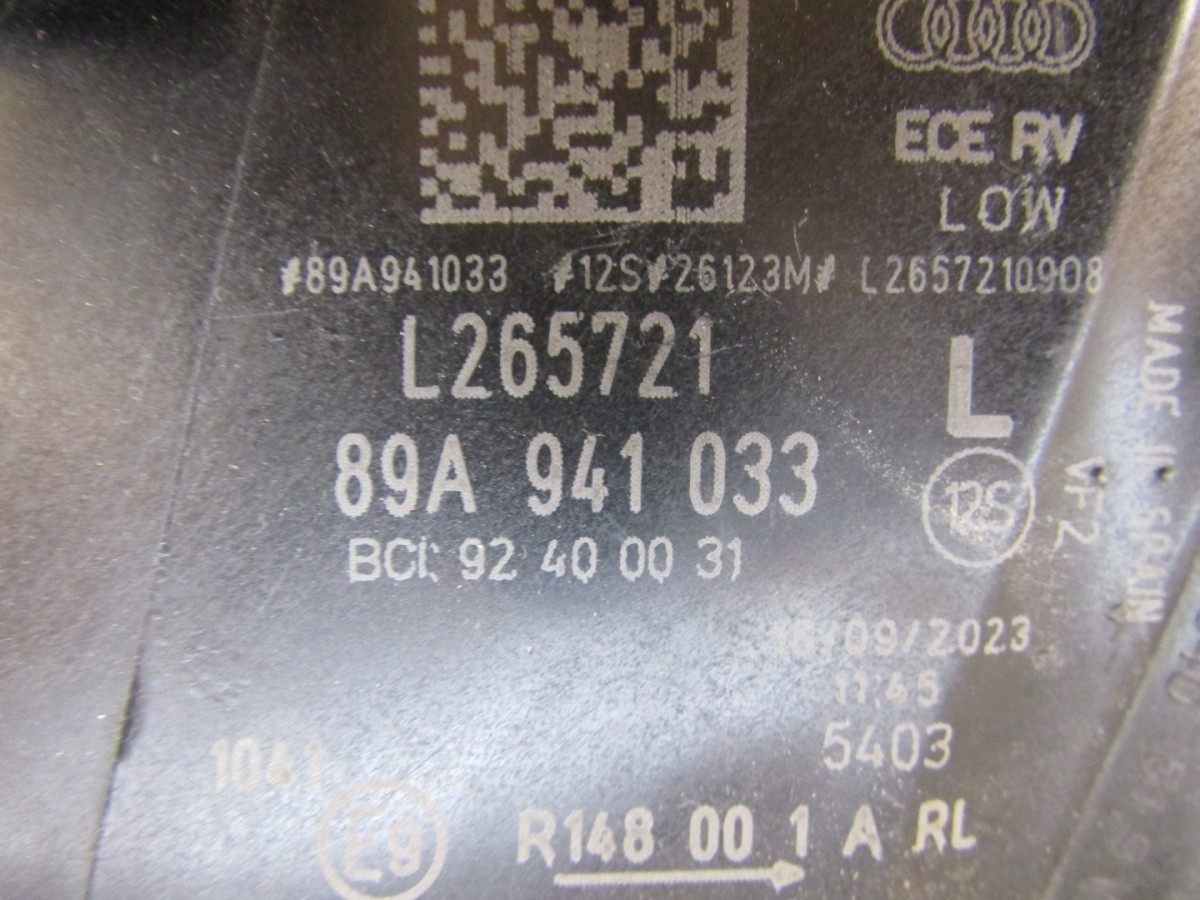 ECE RV
LOW
#89A941033 #12S#26123M# L2657210908
L265721
L
89A 941 033
12S
VF2
MADE IN SPAIN
BCI: 92 40 00 31
18/09/2023
11:45
5403
1041
E9
R148 00 1 A RL